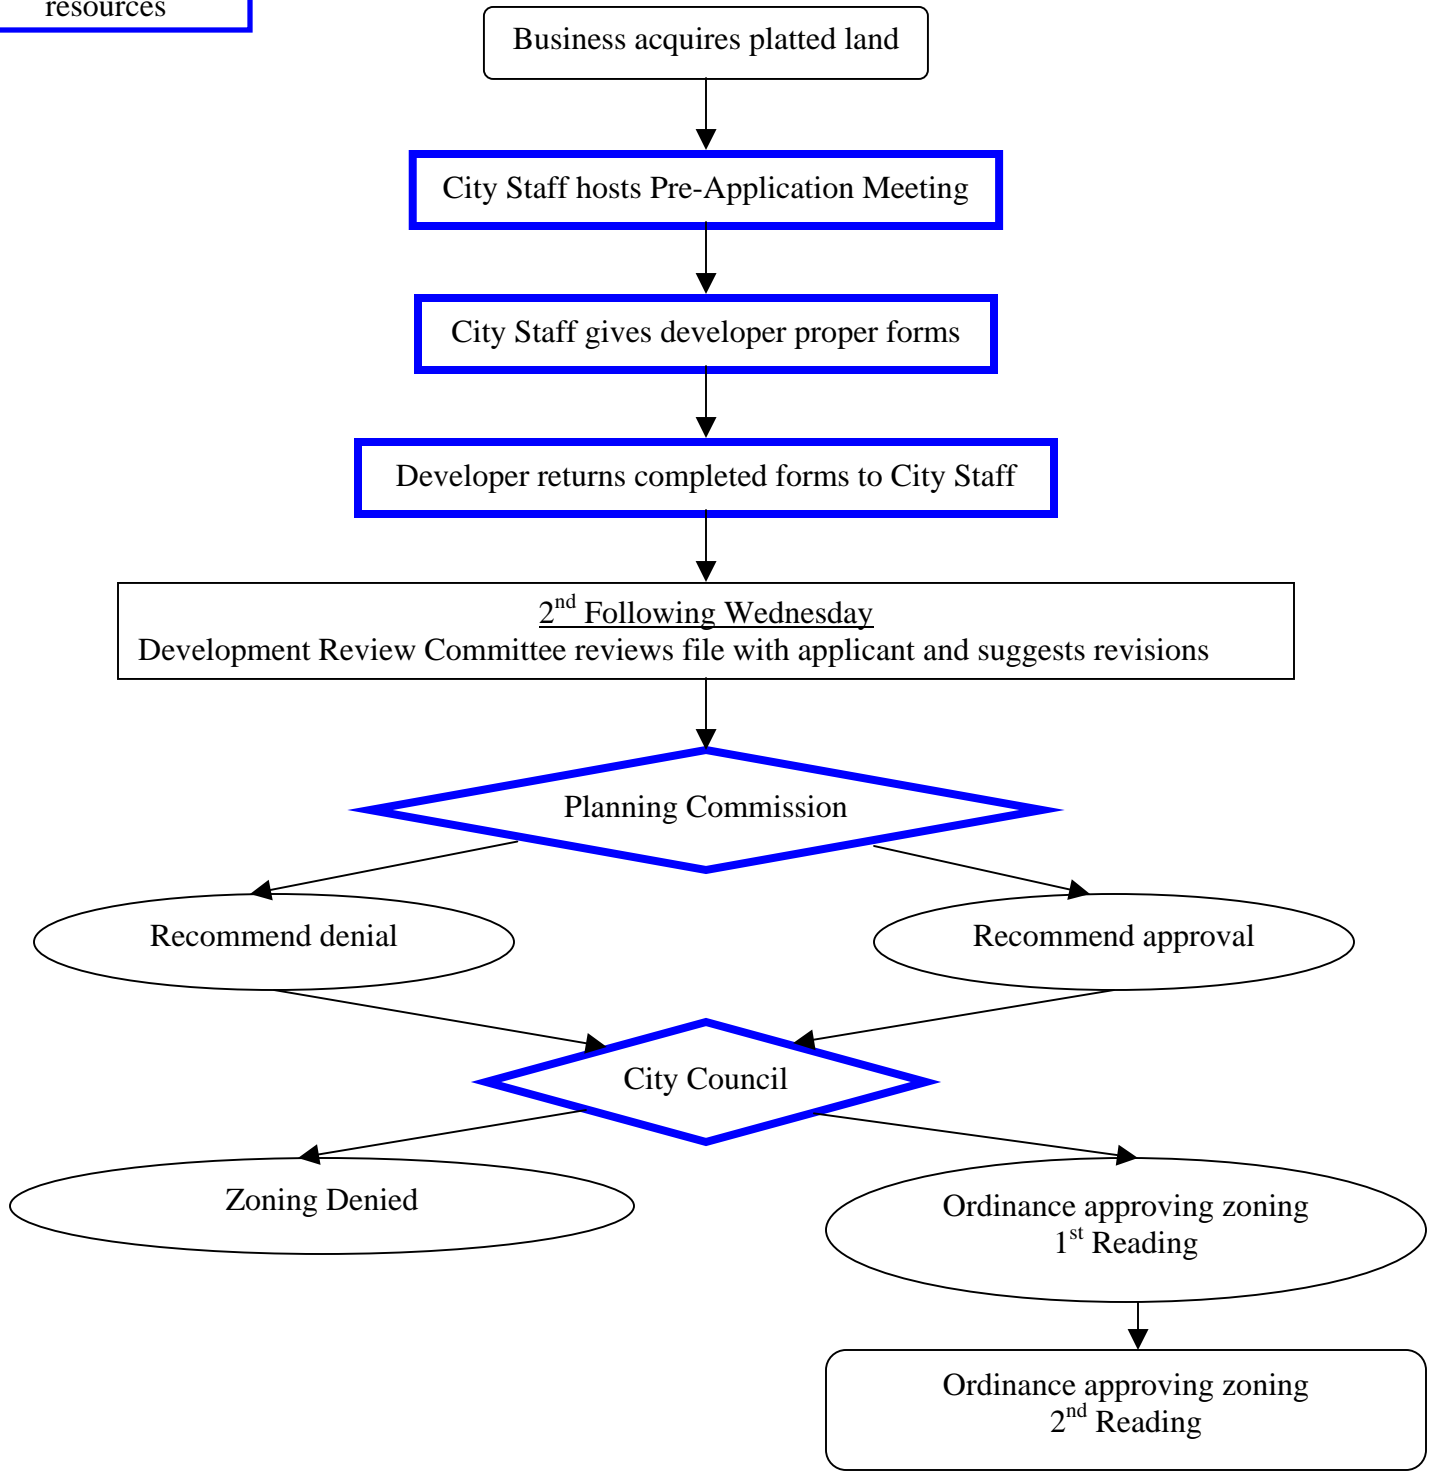 resources
Business acquires platted land
City Staff hosts Pre-Application Meeting
City Staff gives developer proper forms
Developer returns completed forms to City Staff
2nd Following Wednesday
Development Review Committee reviews file with applicant and suggests revisions
Planning Commission
Recommend denial
Recommend approval
City Council
Zoning Denied
Ordinance approving zoning
1st Reading
Ordinance approving zoning
2nd Reading